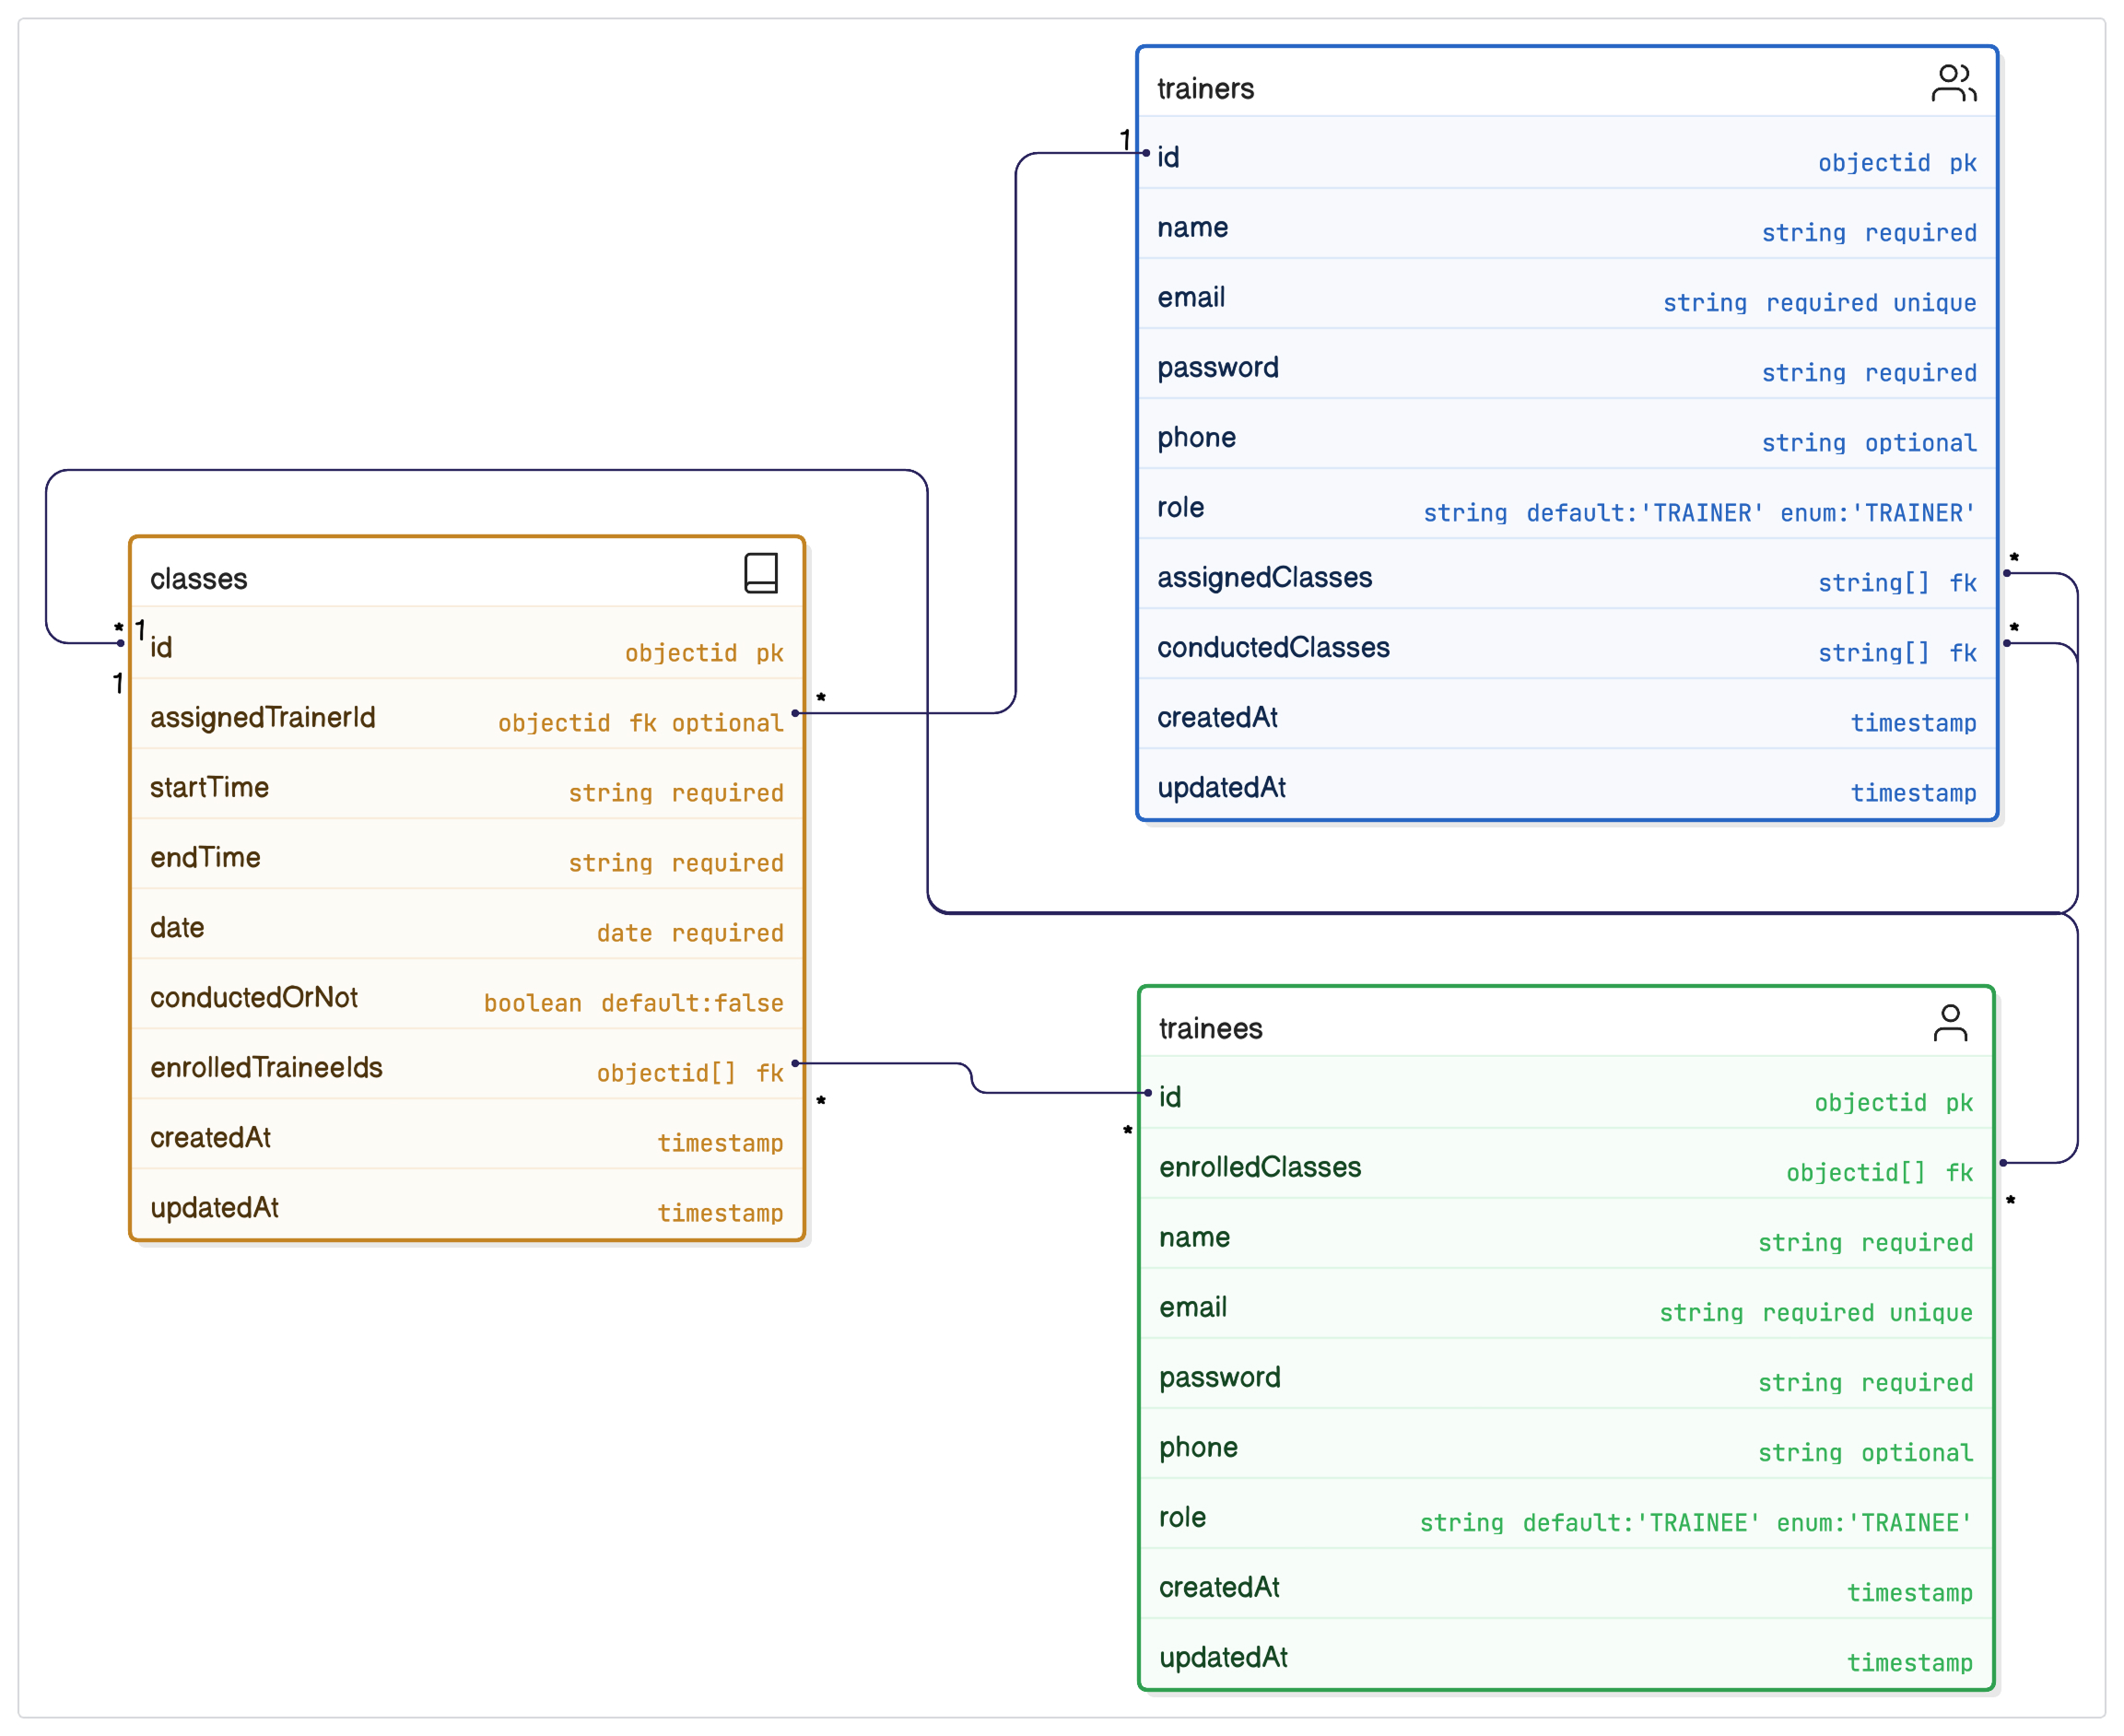 trainers
1
id objectid pk
name string required
email string required unique
password string required
phone string optional
role string default:'TRAINER' enum:'TRAINER'
*
assignedClasses string[] fk
*
conductedClasses string[] fk
createdAt timestamp
updatedAt timestamp
classes
* 1
id objectid pk
1
*
assignedTrainerId objectid fk optional
startTime string required
endTime string required
date date required
conductedOrNot boolean default:false
enrolledTraineeIds objectid[] fk
*
createdAt timestamp
updatedAt timestamp
trainees
id objectid pk
*
enrolledClasses objectid[] fk
*
name string required
email string required unique
password string required
phone string optional
role string default:'TRAINEE' enum:'TRAINEE'
createdAt timestamp
updatedAt timestamp